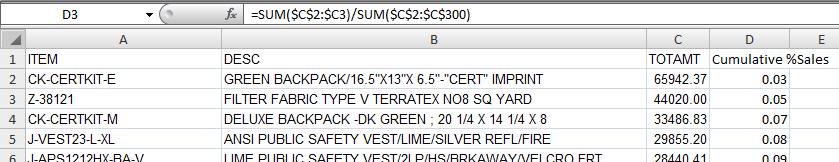 D3 fx =SUM($C$2:$C3)/SUM($C$2:$C$300)
A B C D E
1 ITEM DESC TOTAMT Cumulative %Sales
2 CK-CERTKIT-E GREEN BACKPACK/16.5"X13"X 6.5"-"CERT" IMPRINT 65942.37 0.03
3 Z-38121 FILTER FABRIC TYPE V TERRATEX NO8 SQ YARD 44020.00 0.05
4 CK-CERTKIT-M DELUXE BACKPACK -DK GREEN ; 20 1/4 X 14 1/4 X 8 33486.83 0.07
5 J-VEST23-L-XL ANSI PUBLIC SAFETY VEST/LIME/SILVER REFL/FIRE 29855.20 0.08
6 J-APS1212HX-BA-V LIME PUBLIC SAFETY VEST/2LP/HS/BRKAWAY/VELCRO ERT 28440.41 0.09